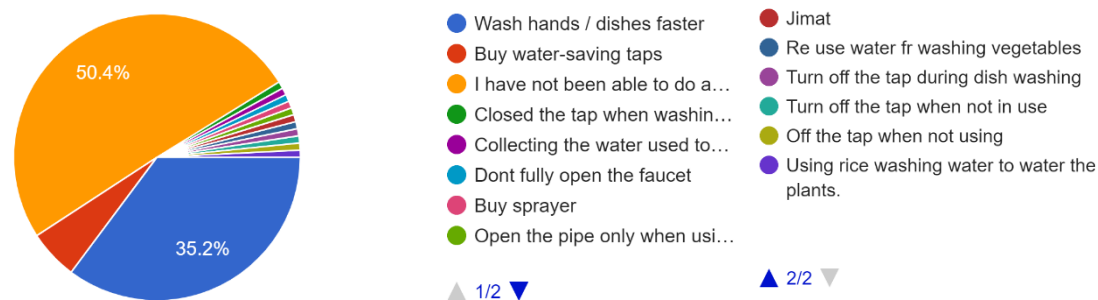 50.4%
35.2%
Wash hands / dishes faster
Buy water-saving taps
I have not been able to do a…
Closed the tap when washin…
Collecting the water used to…
Dont fully open the faucet
Buy sprayer
Open the pipe only when usi…
1/2
Jimat
Re use water fr washing vegetables
Turn off the tap during dish washing
Turn off the tap when not in use
Off the tap when not using
Using rice washing water to water the
plants.
2/2